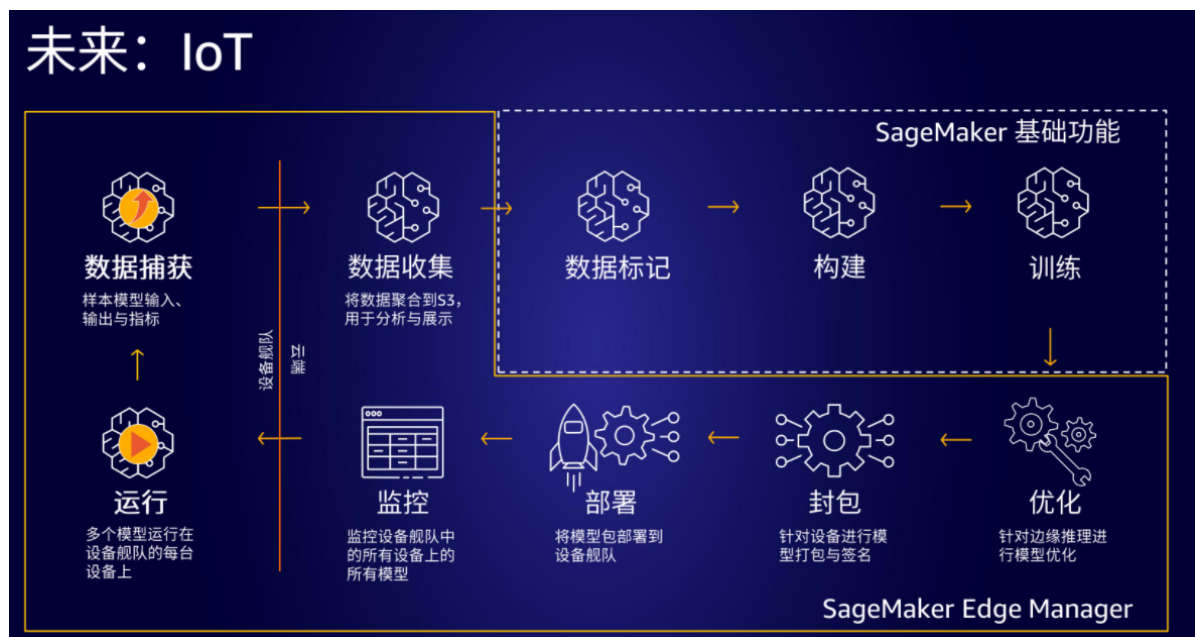 未来：IoT
SageMaker 基础功能
数据捕获
样本模型输入、
输出与指标
数据收集
将数据聚合到S3，
用于分析与展示
数据标记
构建
训练
设备舰队
云端
运行
多个模型运行在
设备舰队的每台
设备上
监控
监控设备舰队中
的所有设备上的
所有模型
部署
将模型包部署到
设备舰队
封包
针对设备进行模
型打包与签名
优化
针对边缘推理进
行模型优化
SageMaker Edge Manager